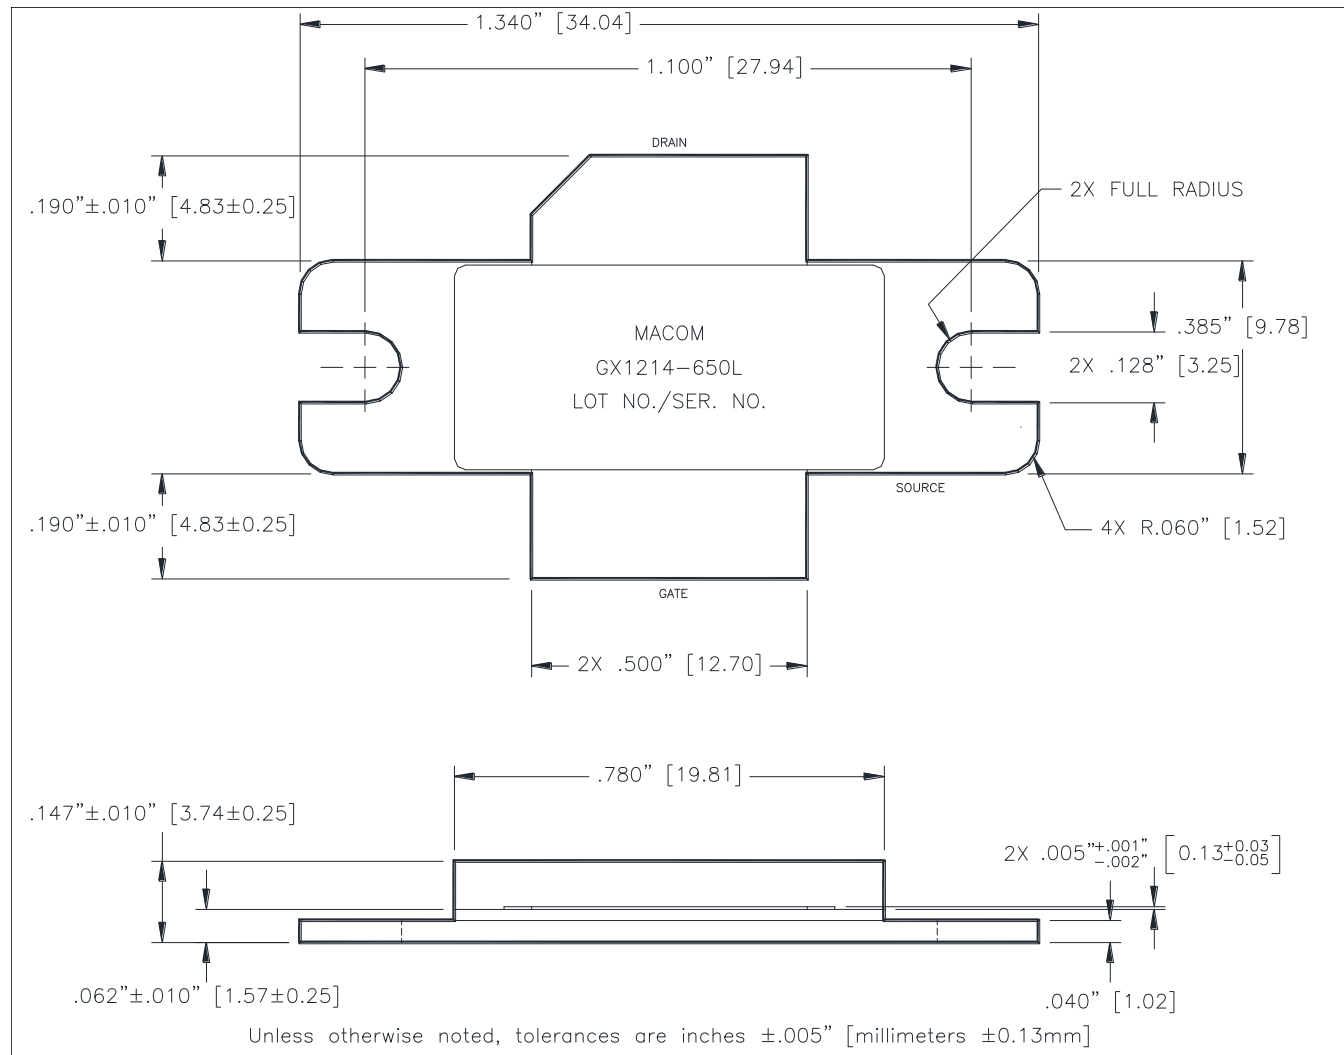 1.340” [34.04]
1.100” [27.94]
DRAIN
.190”±.010” [4.83±0.25]
2X FULL RADIUS
MACOM
GX1214-650L
LOT NO./SER. NO.
.385” [9.78]
2X .128” [3.25]
SOURCE
.190”±.010” [4.83±0.25]
4X R.060” [1.52]
GATE
2X .500” [12.70]
.780” [19.81]
.147”±.010” [3.74±0.25]
2X .005”+.001” -.002” [0.13+0.03 -0.05]
.062”±.010” [1.57±0.25]
.040” [1.02]
Unless otherwise noted, tolerances are inches ±.005” [millimeters ±0.13mm]